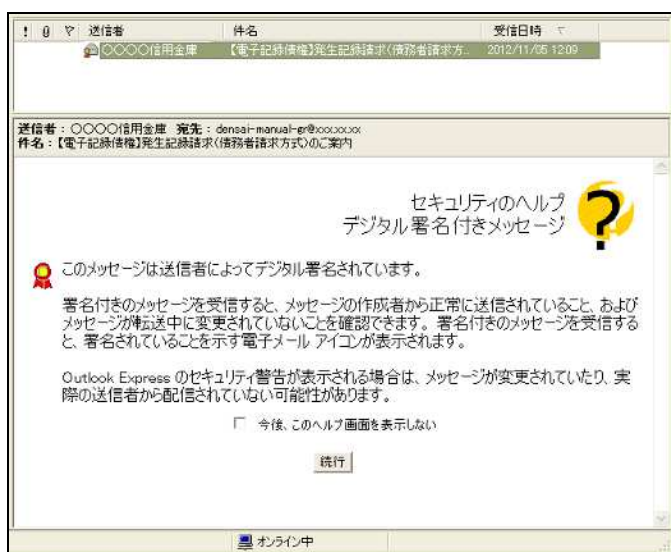 ! 0 送信者 件名 受信日時
〇〇〇〇信用金庫 【電子記録債権】発生記録請求(債務者請求方... 2012/11/05 12:09
送信者：〇〇〇〇信用金庫 宛先：densai-manual-gr@xxx.xx.xx
件名：【電子記録債権】発生記録請求(債務者請求方式)のご案内
セキュリティのヘルプ
デジタル署名付きメッセージ
このメッセージは送信者によってデジタル署名されています。
署名付きのメッセージを受信すると、メッセージの作成者から正常に送信されていること、および
メッセージが転送中に変更されていないことを確認できます。署名付きのメッセージを受信する
と、署名されていることを示す電子メール アイコンが表示されます。
Outlook Express のセキュリティ警告が表示される場合は、メッセージが変更されていたり、実
際の送信者から配信されていない可能性があります。
今後、このヘルプ画面を表示しない
続行
オンライン中